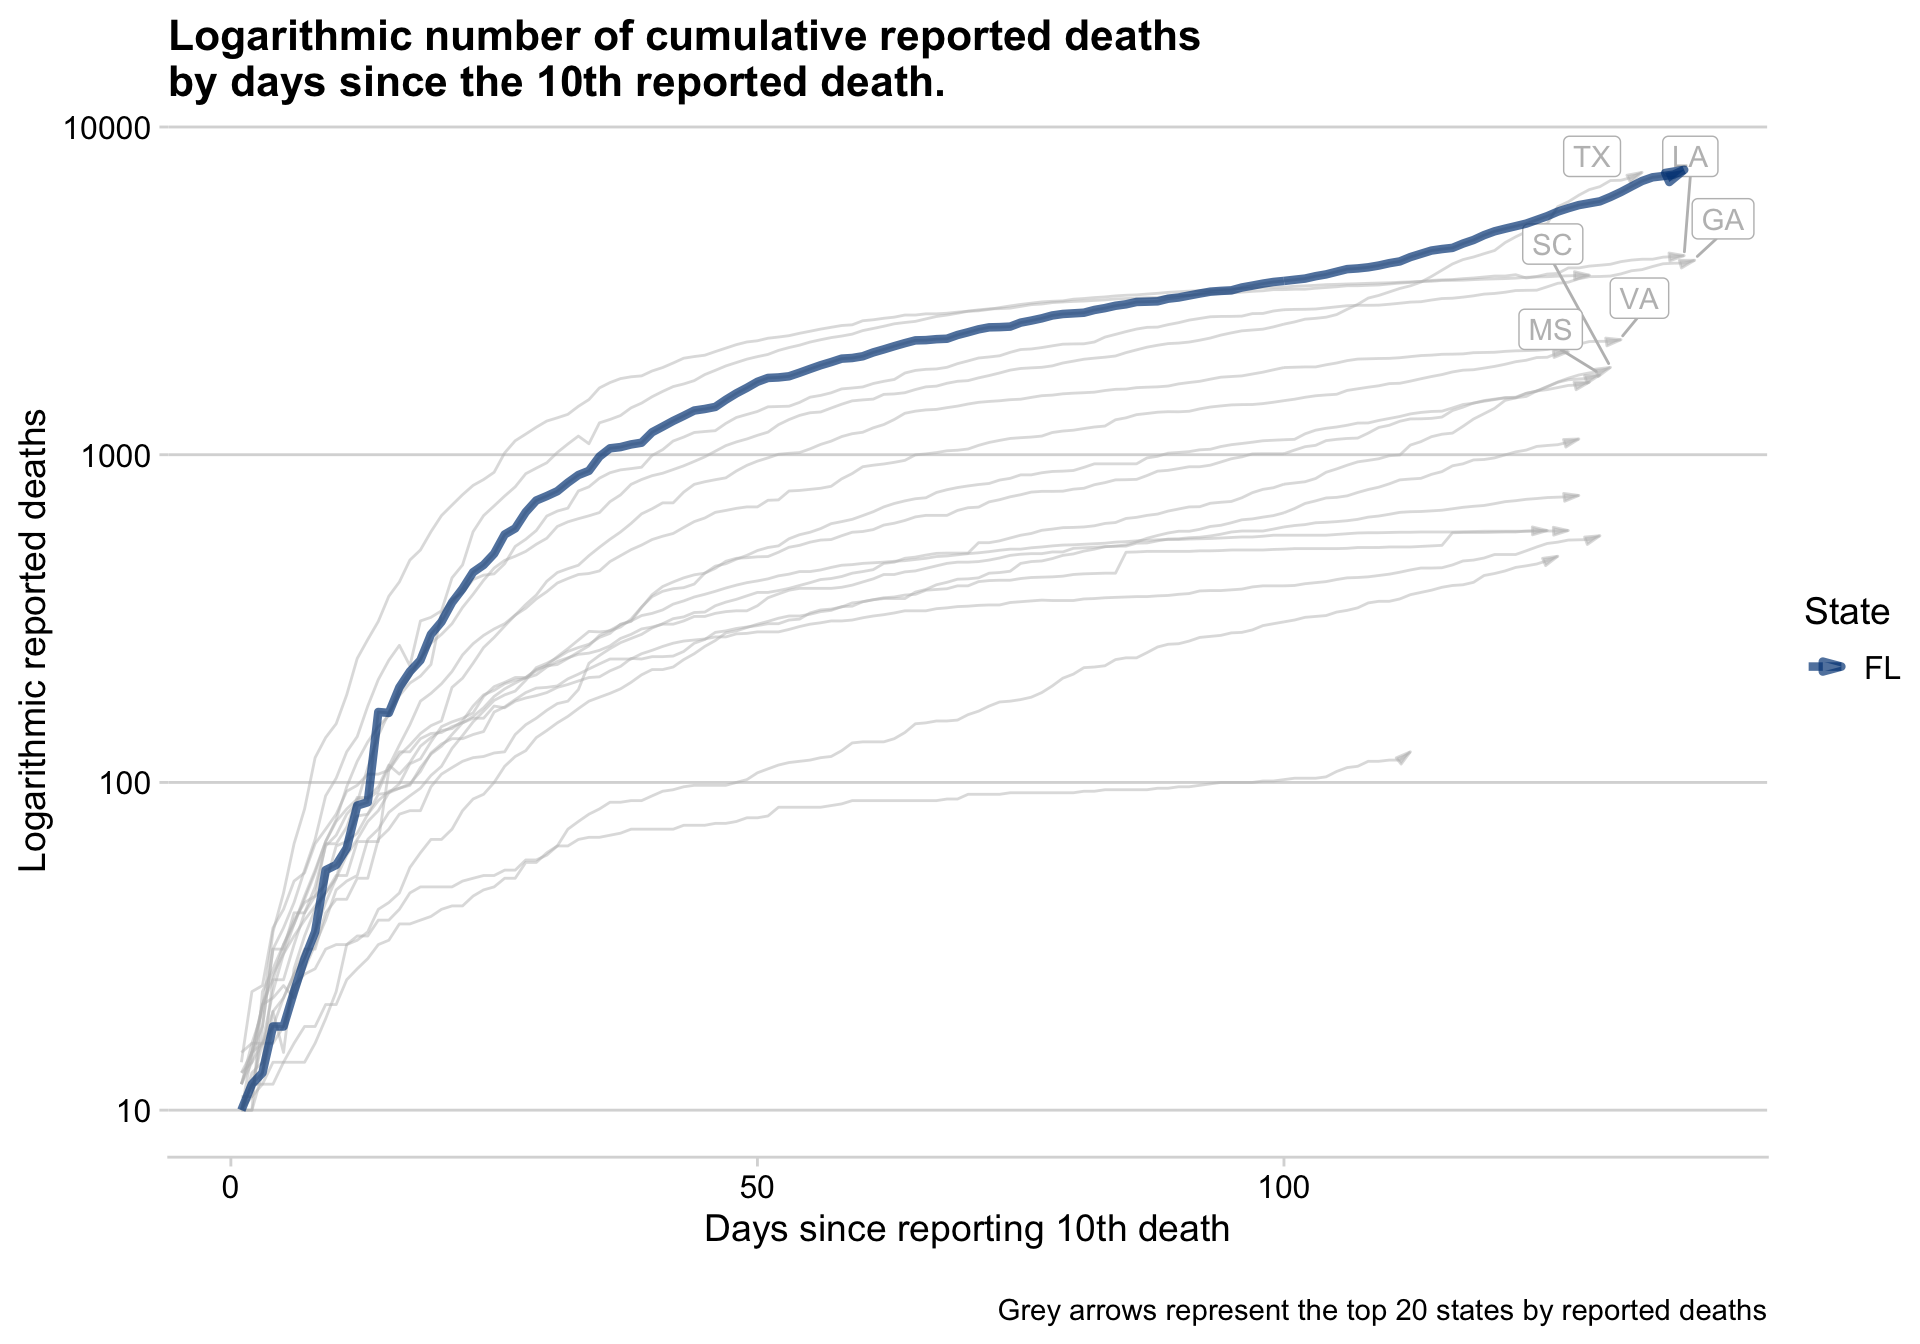 Logarithmic number of cumulative reported deaths
by days since the 10th reported death.
10000
1000
100
10
Logarithmic reported deaths
TX
LA
GA
SC
VA
MS
State
FL
0
50
100
Days since reporting 10th death
Grey arrows represent the top 20 states by reported deaths